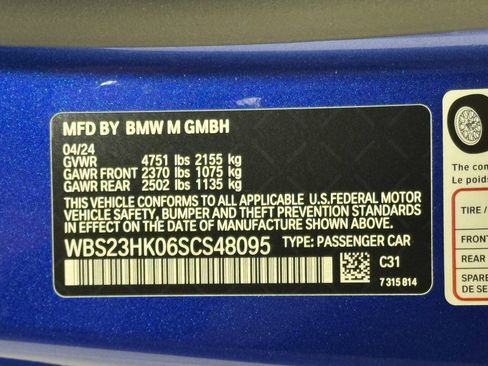 MFD BY BMW M GMBH
04/24
GVWR 4751 lbs 2155 kg
GAWR FRONT 2370 lbs 1075 kg
GAWR REAR 2502 lbs 1135 kg
THIS VEHICLE CONFORMS TO ALL APPLICABLE U.S.FEDERAL MOTOR
VEHICLE SAFETY, BUMPER AND THEFT PREVENTION STANDARDS
IN EFFECT ON THE DATE OF MANUFACTURE SHOWN ABOVE.
WBS23HK06SCS48095 TYPE: PASSENGER CAR
C31
7 315 814
The con
Le poids
TIRE /
FRONT
REAR
SPARE
DE SE